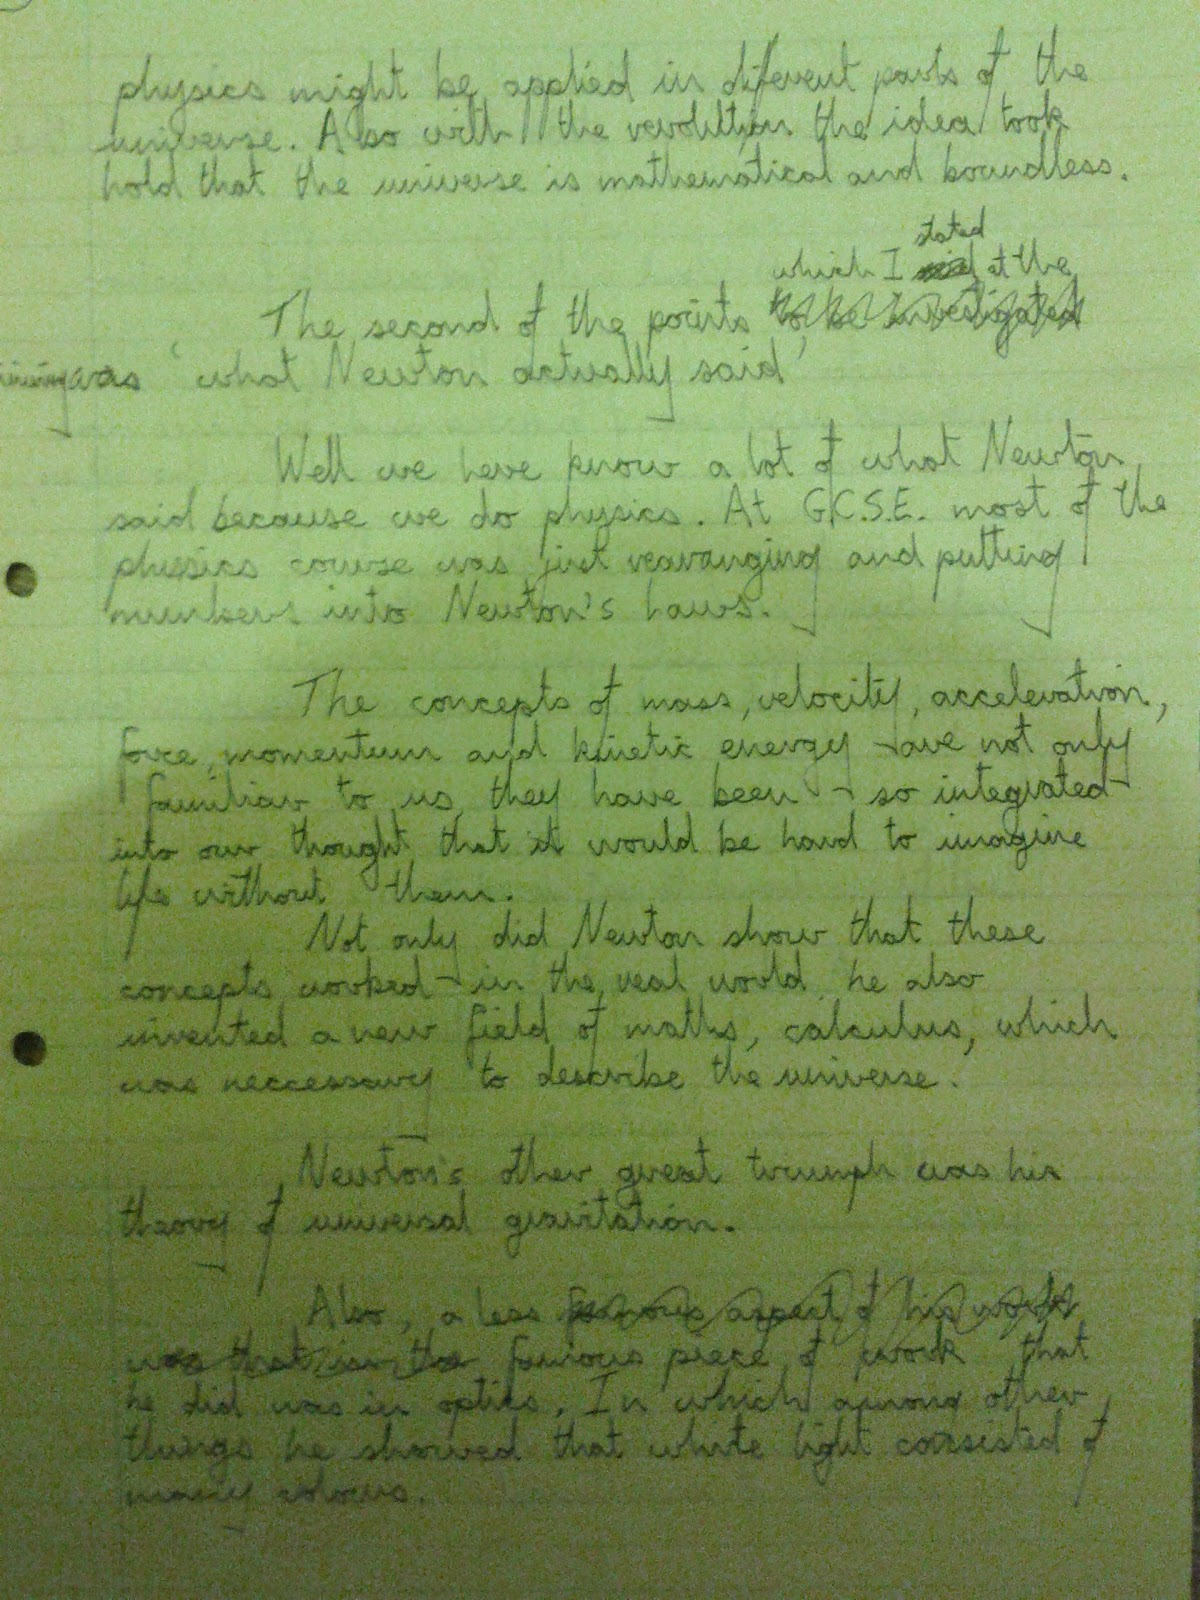 physics might be applied in diferent parts of the
universe. Also with the revolution the idea took
hold that the universe is mathematical and boundless.
stated
which I said at the
The second of the points to be investigated
was 'what Newton actually said'
Well we have know a lot of what Newton
said because we do physics. At G.C.S.E. most of the
physics course was just rearranging and putting
numbers into Newton's Laws.
The concepts of mass, velocity, acceleration,
force, momentum and kinetic energy are not only
familiar to us, they have been so integrated
into our thought that it would be hard to imagine
life without them.
Not only did Newton show that these
concepts worked in the real world, he also
invented a new field of maths, calculus, which
was neccessary to describe the universe.
Newton's other great triumph was his
theory of universal gravitation.
Also, a less famous aspect of his work
was that in the famous piece of work that
he did was in optics. In which among other
things he showed that white light consisted of
many colours.